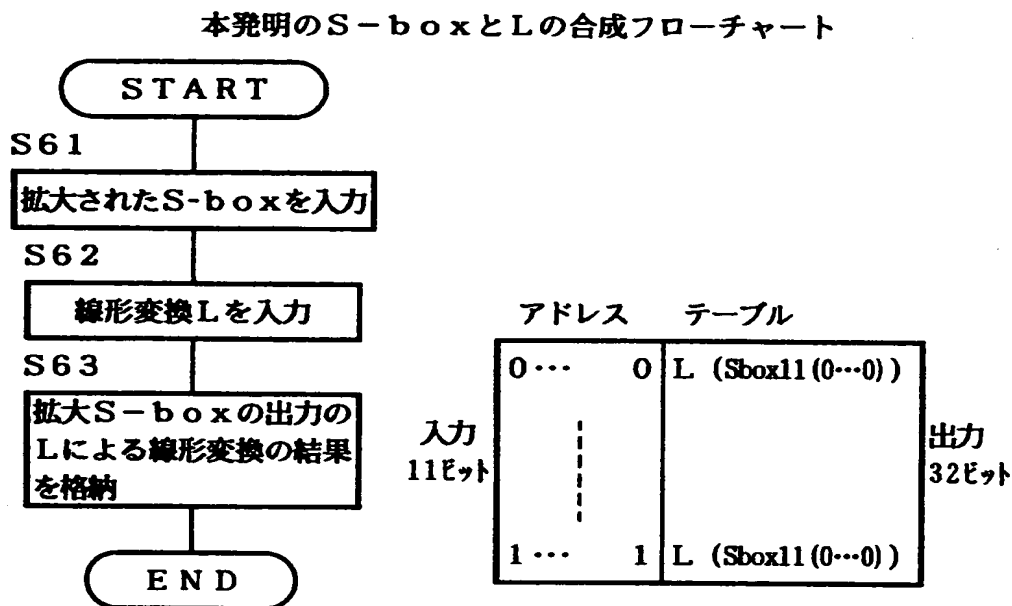 本発明のS－boxとLの合成フローチャート
START
S61
拡大されたS-boxを入力
S62
線形変換Lを入力
S63
拡大S－boxの出力の
Lによる線形変換の結果
を格納
END
アドレス テーブル
0… 0 L (Sbox11(0…0))
入力
11ビット
出力
32ビット
1… 1 L (Sbox11(0…0))